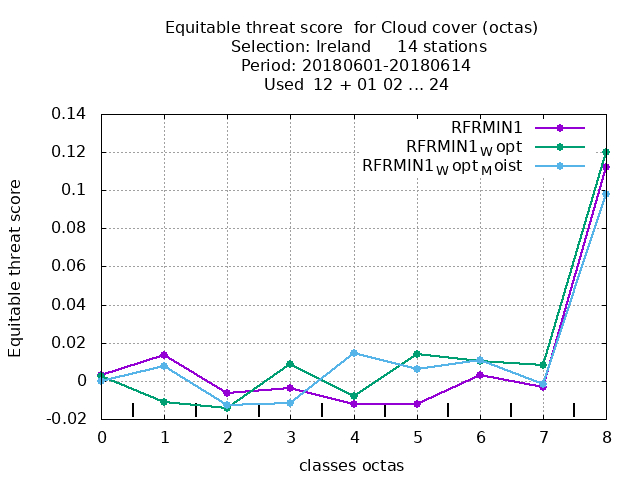 Equitable threat score  for Cloud cover (octas)
Selection: Ireland     14 stations
Period: 20180601-20180614
Used  12 + 01 02 ... 24
RFRMIN1
RFRMIN1_Wopt
RFRMIN1_Wopt_Moist
0.14
0.12
0.1
0.08
0.06
0.04
0.02
0
-0.02
Equitable threat score
0 1 2 3 4 5 6 7 8
classes octas